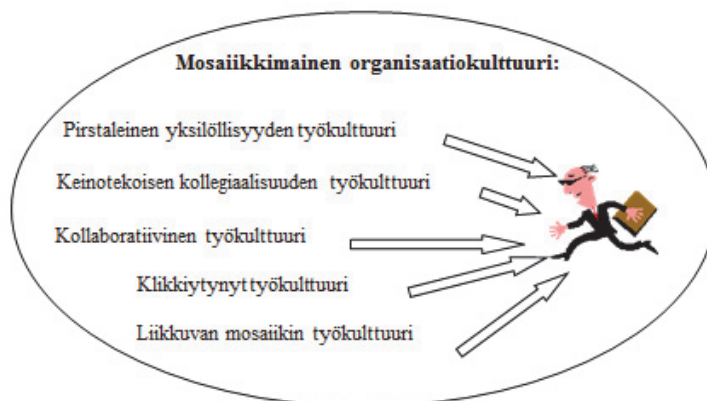 Mosaiikkimainen organisaatiokulttuuri:
Pirstaleinen yksilöllisyyden työkulttuuri
Keinotekoisen kollegiaalisuuden työkulttuuri
Kollaboratiivinen työkulttuuri
Klikkiytynyt työkulttuuri
Liikkuvan mosaiikin työkulttuuri